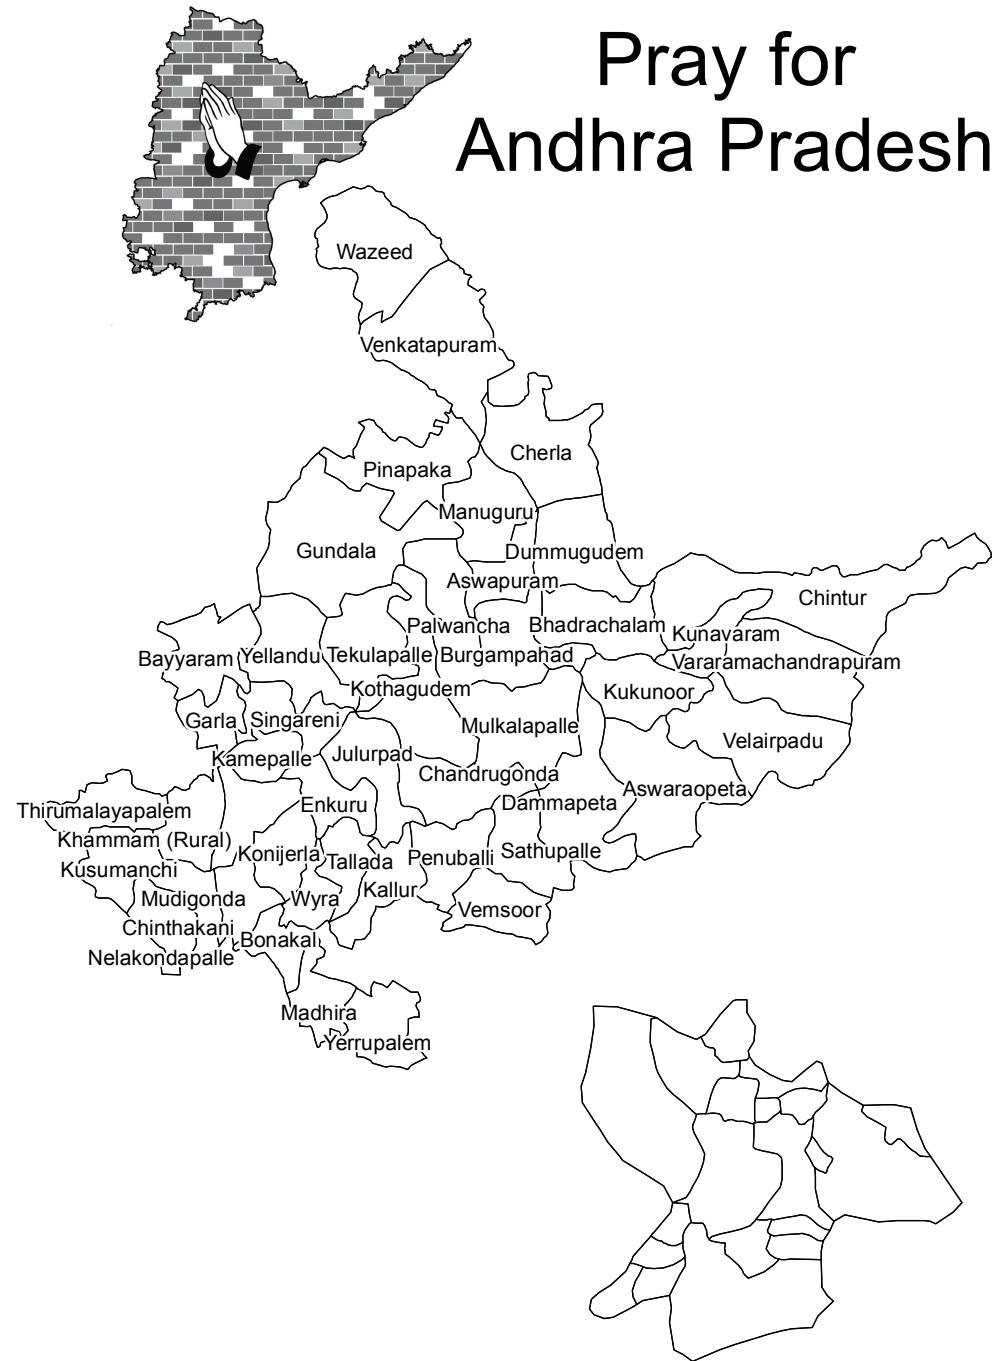 Pray for
Andhra Pradesh
Wazeed
Venkatapuram
Cherla
Pinapaka
Manuguru
Gundala
Dummugudem
Aswapuram
Chintur
Palwancha
Bhadrachalam
Kunavaram
Bayyaram
Yellandu
Tekulapalle
Burgampahad
Vararamachandrapuram
Kothagudem
Kukunoor
Garla
Singareni
Mulkalapalle
Velairpadu
Kamepalle
Julurpad
Chandrugonda
Aswaraopeta
Thirumalayapalem
Enkuru
Dammapeta
Khammam (Rural)
Konijerla
Tallada
Penuballi
Sathupalle
Kusumanchi
Kallur
Mudigonda
Wyra
Vemsoor
Chinthakani
Bonakal
Nelakondapalle
Madhira
Yerrupalem